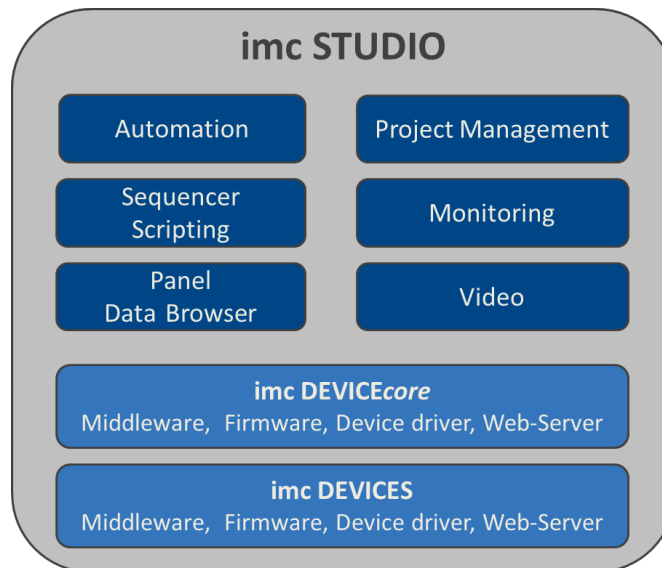 imc STUDIO
Automation
Project Management
Sequencer
Scripting
Monitoring
Panel
Data Browser
Video
imc DEVICEcore
Middleware, Firmware, Device driver, Web-Server
imc DEVICES
Middleware, Firmware, Device driver, Web-Server